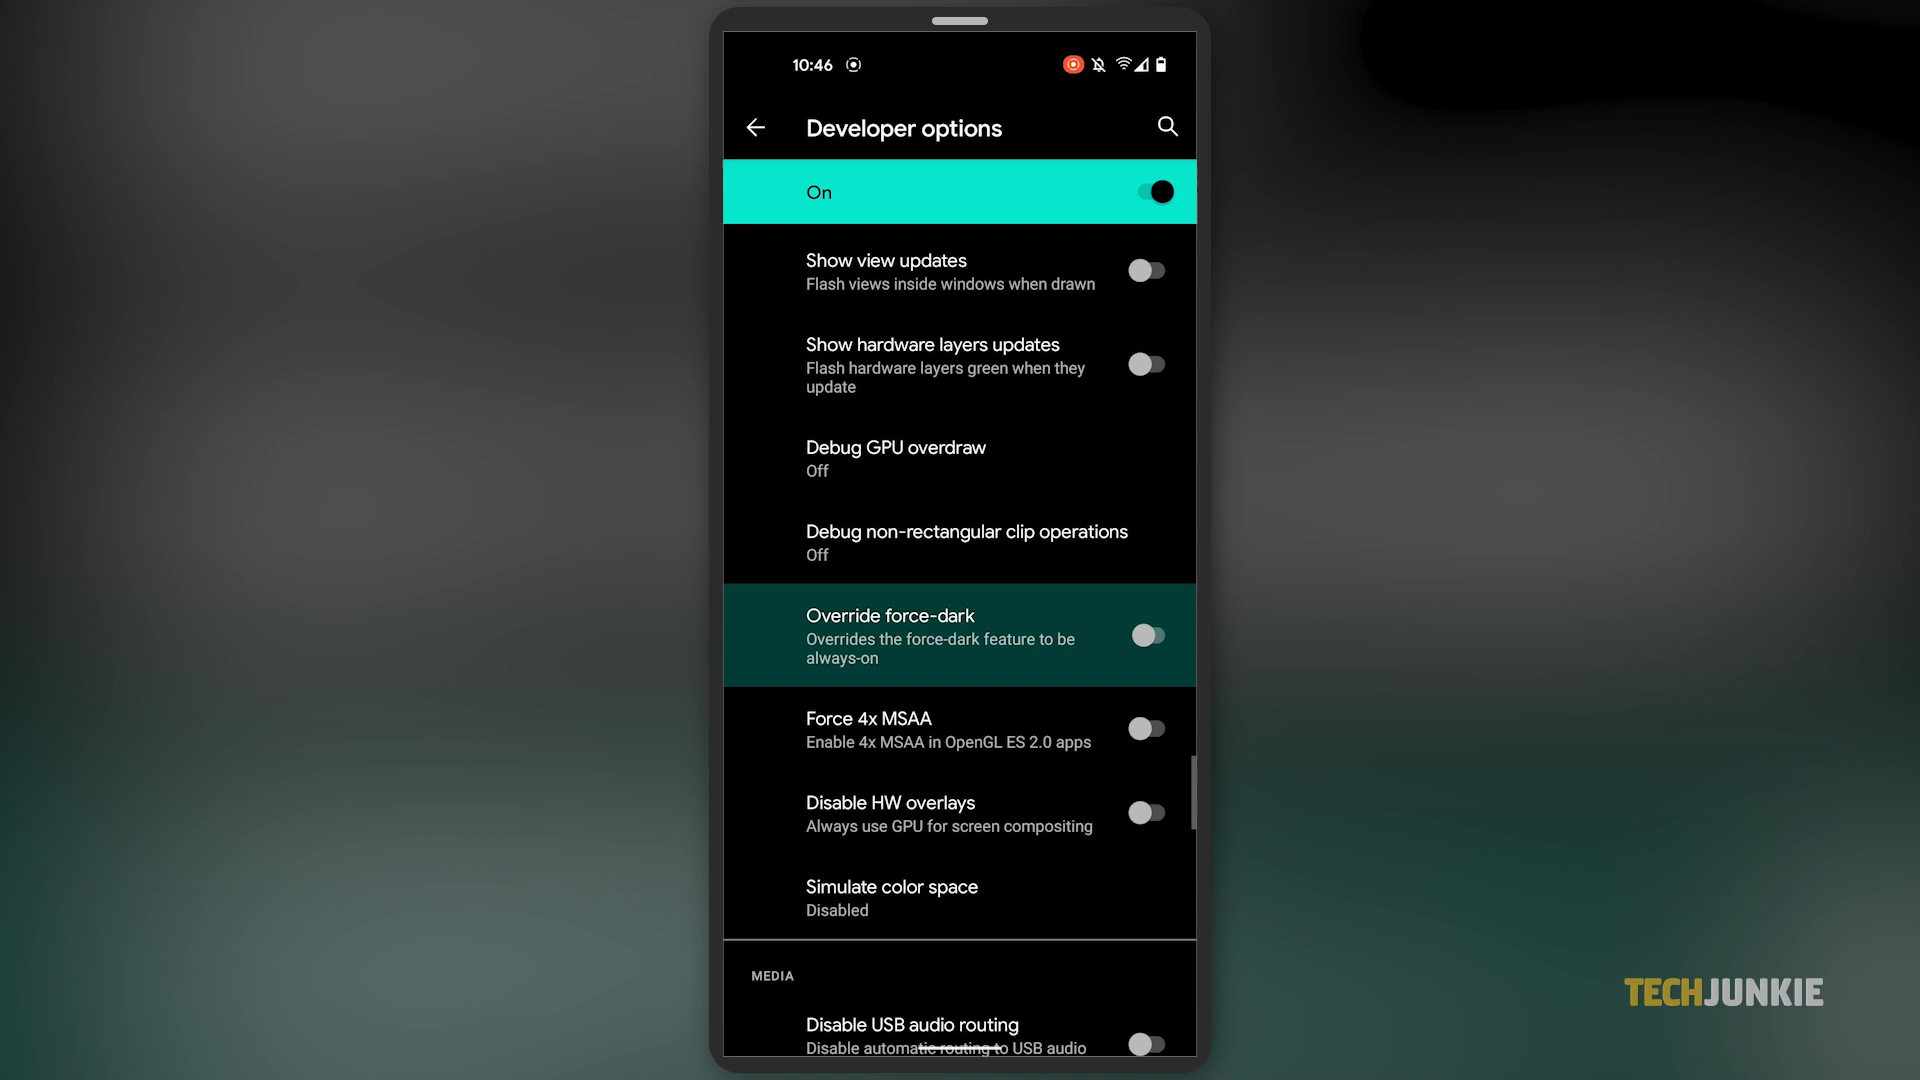 10:46
Developer options
On
Show view updates
Flash views inside windows when drawn
Show hardware layers updates
Flash hardware layers green when they
update
Debug GPU overdraw
Off
Debug non-rectangular clip operations
Off
Override force-dark
Overrides the force-dark feature to be
always-on
Force 4x MSAA
Enable 4x MSAA in OpenGL ES 2.0 apps
Disable HW overlays
Always use GPU for screen compositing
Simulate color space
Disabled
MEDIA
Disable USB audio routing
Disable automatic routing to USB audio
TECHJUNKIE